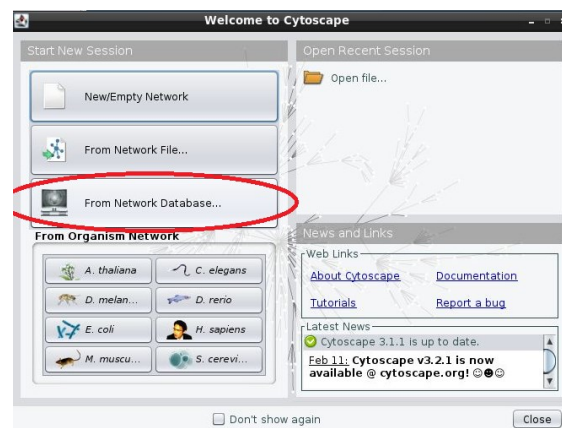 Welcome to Cytoscape
Start New Session
New/Empty Network
From Network File...
From Network Database...
From Organism Network
A. thaliana
C. elegans
D. melan...
D. rerio
E. coli
H. sapiens
M. muscu...
S. cerevi...
Open Recent Session
Open file...
News and Links
Web Links
About Cytoscape
Documentation
Tutorials
Report a bug
Latest News
Cytoscape 3.1.1 is up to date.
Feb 11: Cytoscape v3.2.1 is now
available @ cytoscape.org! ☺☻☺
Don't show again
Close